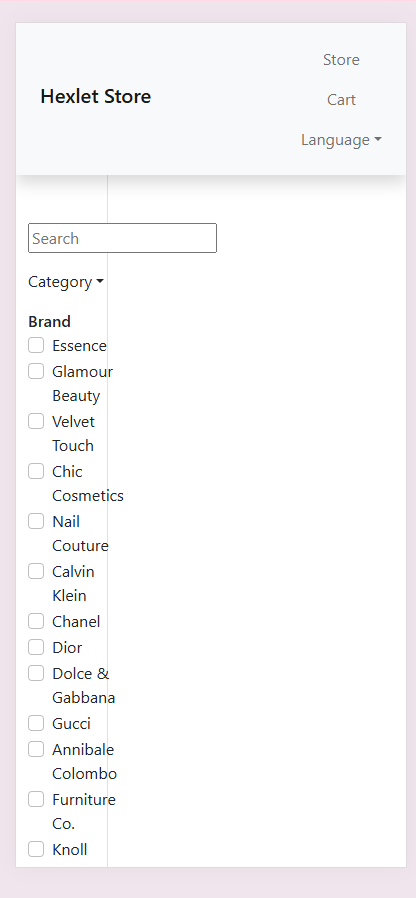 Hexlet Store
Store
Cart
Language
Search
Category
Brand
Essence
Glamour
Beauty
Velvet
Touch
Chic
Cosmetics
Nail
Couture
Calvin
Klein
Chanel
Dior
Dolce &
Gabbana
Gucci
Annibale
Colombo
Furniture
Co.
Knoll